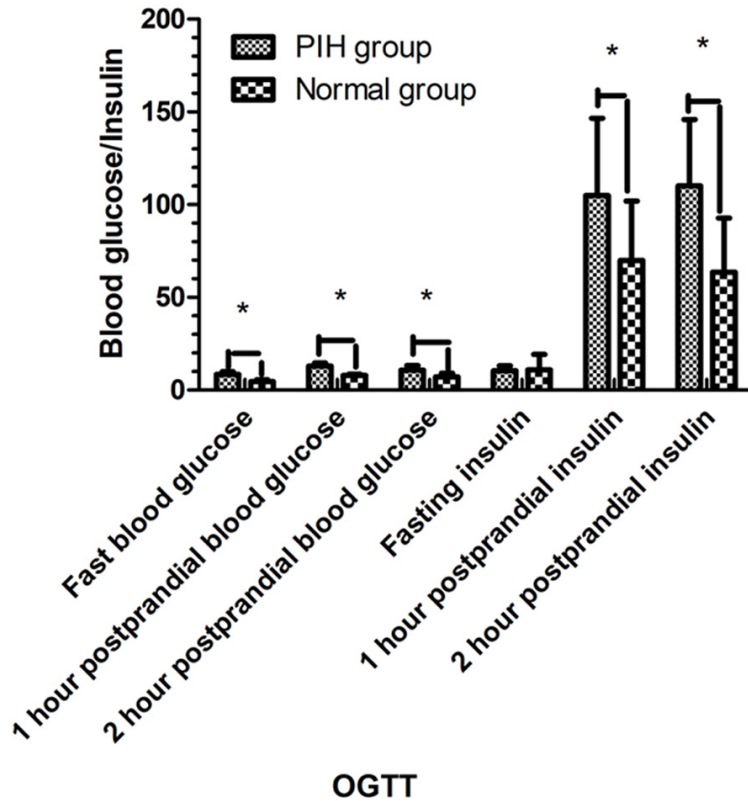 200
150
100
50
0
Blood glucose/Insulin
PIH group
Normal group
*
*
*
*
*
Fast blood glucose
1 hour postprandial blood glucose
2 hour postprandial blood glucose
Fasting insulin
1 hour postprandial insulin
2 hour postprandial insulin
OGTT